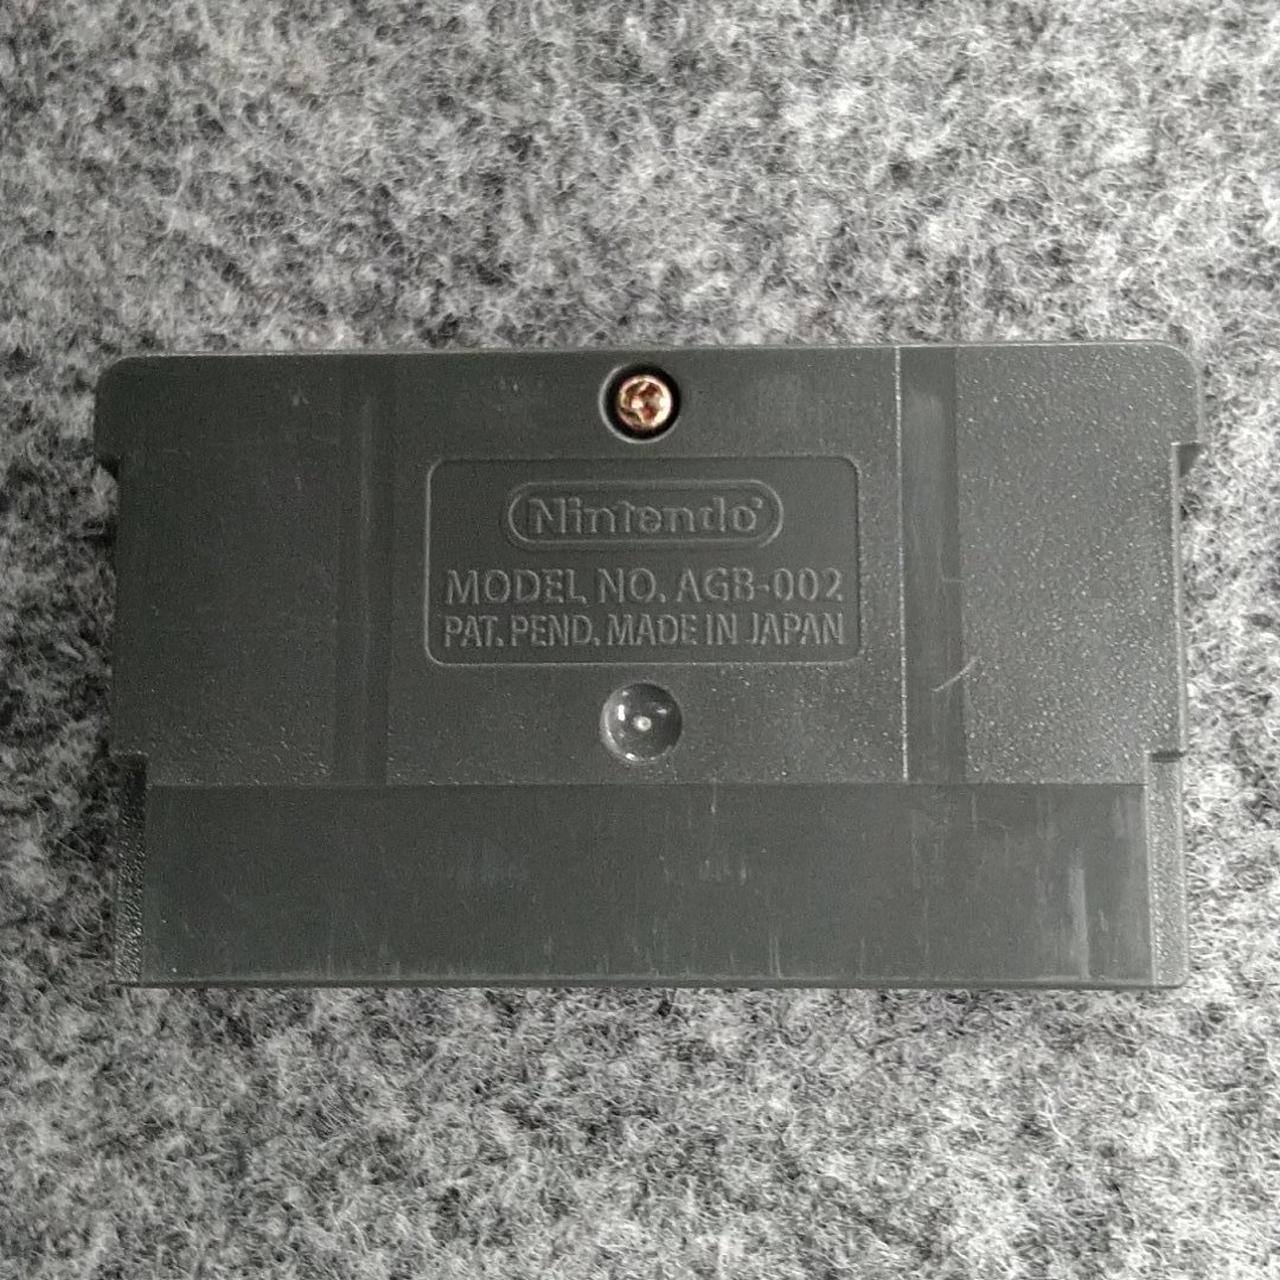 Nintendo
MODEL NO. AGB-002
PAT. PEND. MADE IN JAPAN